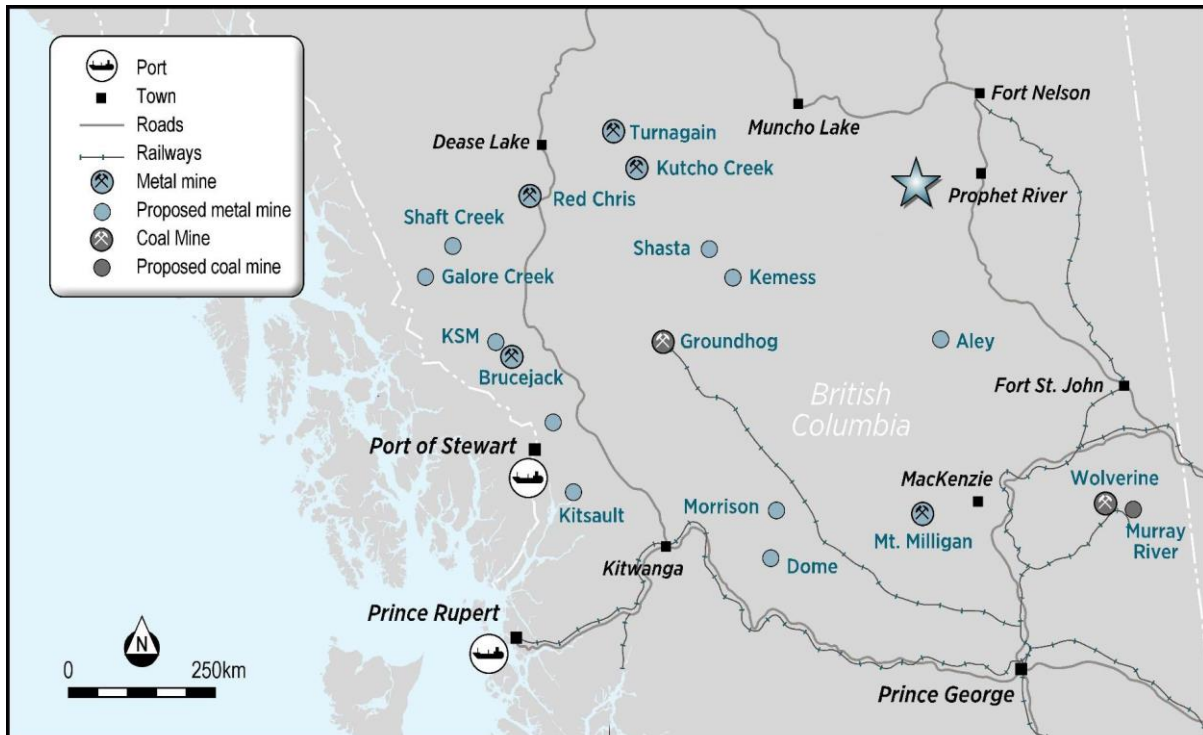 Port
Town
Roads
Railways
Metal mine
Proposed metal mine
Coal Mine
Proposed coal mine
Fort Nelson
Muncho Lake
Turnagain
Dease Lake
Kutcho Creek
Prophet River
Red Chris
Shaft Creek
Shasta
Galore Creek
Kemess
KSM
Groundhog
Aley
Brucejack
Fort St. John
British
Columbia
Port of Stewart
MacKenzie
Wolverine
Kitsault
Morrison
Mt. Milligan
Murray
River
Kitwanga
Dome
Prince Rupert
N
0
250km
Prince George